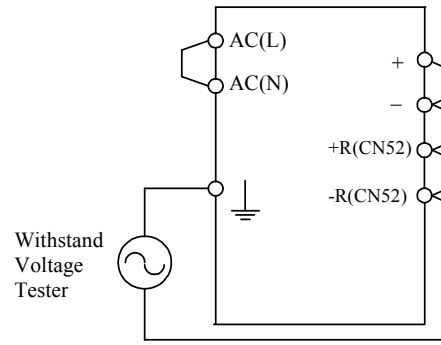 AC(L)
AC(N)
+
−
+R(CN52)
-R(CN52)
Withstand
Voltage
Tester